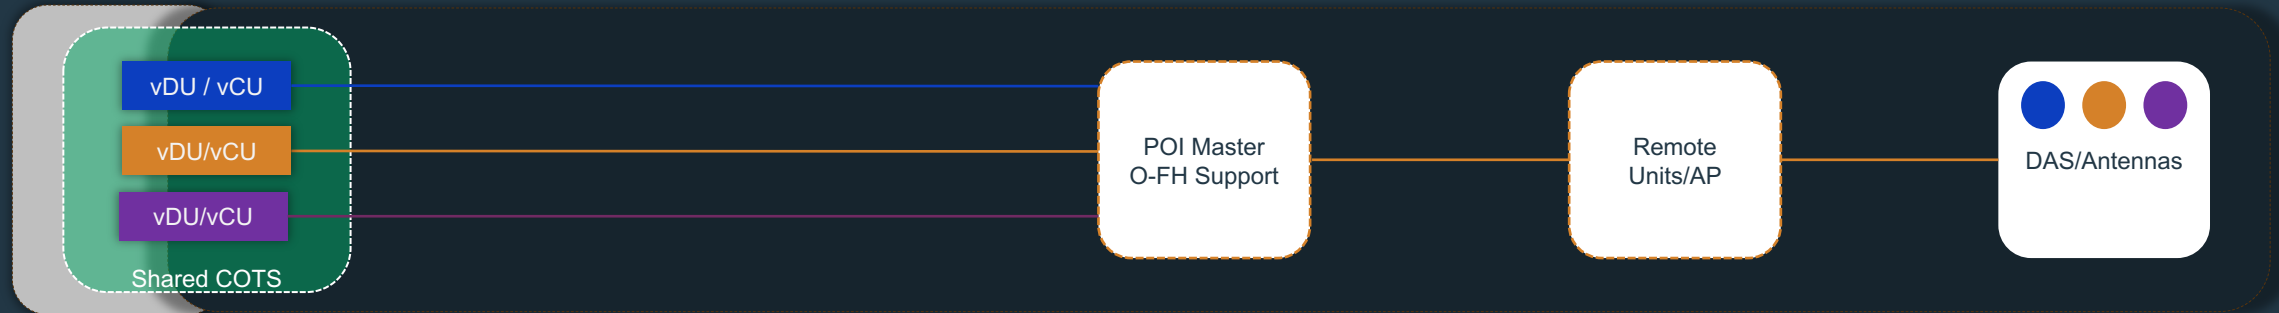 vDU / vCU
vDU/vCU
vDU/vCU
Shared COTS
POI Master
O-FH Support
Remote
Units/AP
DAS/Antennas